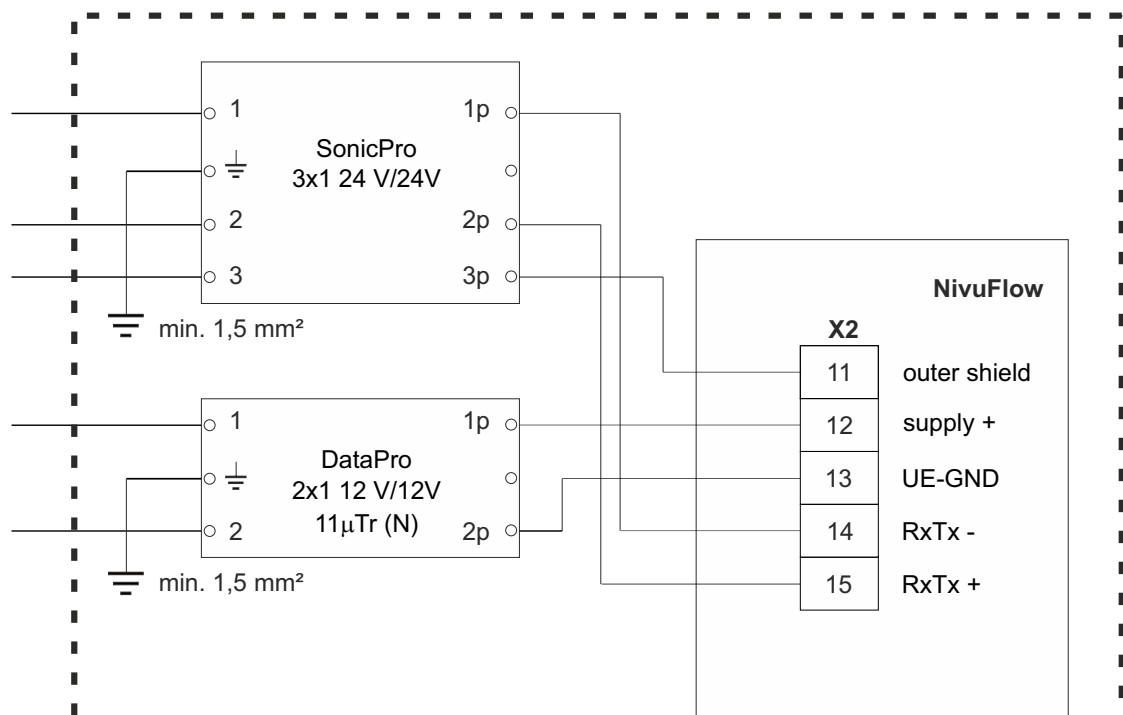 1
1p
SonicPro
3x1 24 V/24V
2
2p
3
3p
min. 1,5 mm²
NivuFlow
X2
11
outer shield
12
supply +
13
UE-GND
14
RxTx -
15
RxTx +
1
1p
DataPro
2x1 12 V/12V
11µTr (N)
2
2p
min. 1,5 mm²